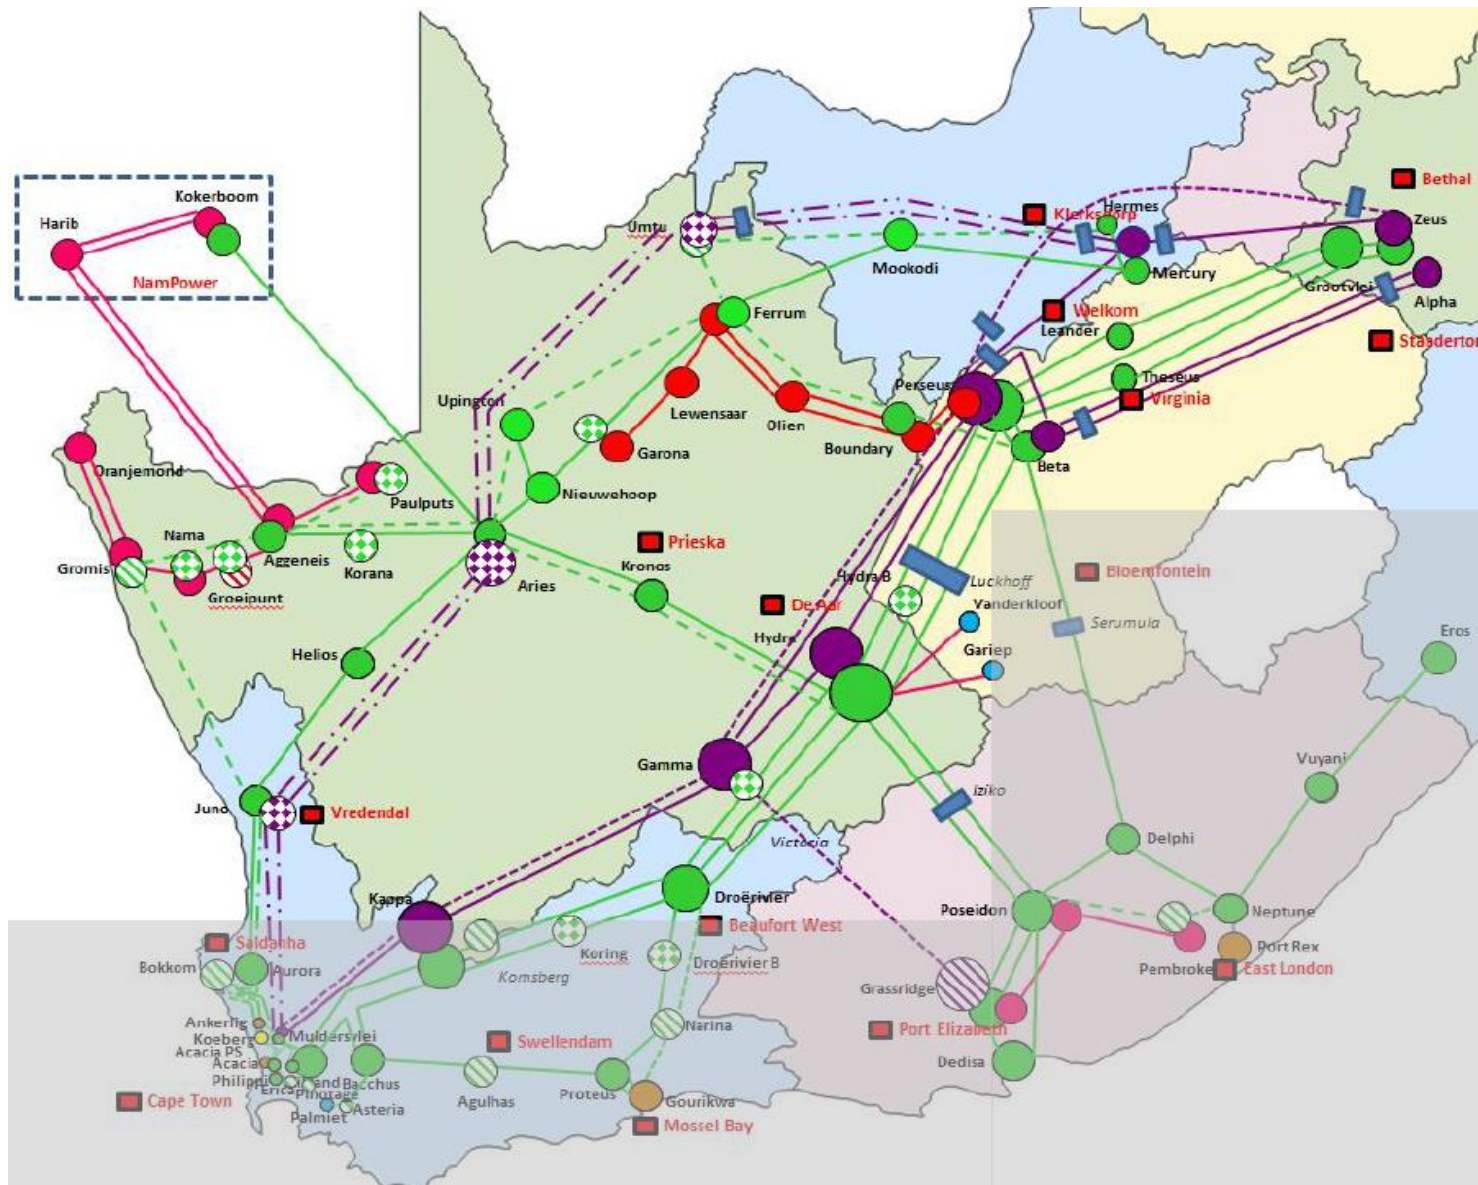 Bethal
Kokerboom
Harib
Klerksdorp
Hermes
Zeus
Umtu
Mookodi
Mercury
NamPower
Grootvlei
Alpha
Ferrum
Welkom
Leander
Perseus
Theseus
Upington
Lewensaar
Olien
Virginia
Boundary
Garona
Beta
Oranjemond
Paulputs
Nieuwehoop
Nama
Prieska
Gromis
Aggeneis
Korana
Aries
Kronos
Hydra B
Luckhoff
Bloemfontein
Groeipunt
De Aar
Vanderkloof
Serumula
Eros
Hydra
Gariep
Helios
Gamma
Vuyani
Iziko
Juno
Vredendal
Victoria
Delphi
Kappa
Droërivier
Poseidon
Neptune
Beaufort West
Saldanha
Port Rex
Bokkom
Aurora
Koring
Droërivier B
Pembroke
East London
Komsberg
Grassridge
Ankerlig
Narina
Port Elizabeth
Koeberg
Muldersvlei
Swellendam
Acacia PS
Acacia
Dedisa
Philippi
Bacchus
Pinotage
Agulhas
Proteus
Gourikwa
Cape Town
Palmiet
Asteria
Mossel Bay